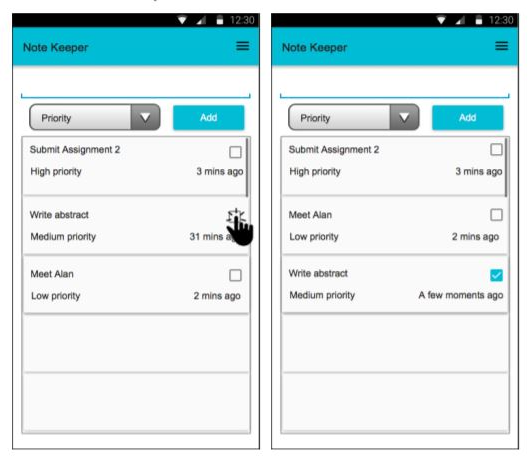 12:30
Note Keeper
Priority
Add
Submit Assignment 2
High priority 3 mins ago
Write abstract
Medium priority 31 mins
Meet Alan
Low priority 2 mins ago
12:30
Note Keeper
Priority
Add
Submit Assignment 2
High priority 3 mins ago
Meet Alan
Low priority 2 mins ago
Write abstract
Medium priority A few moments ago